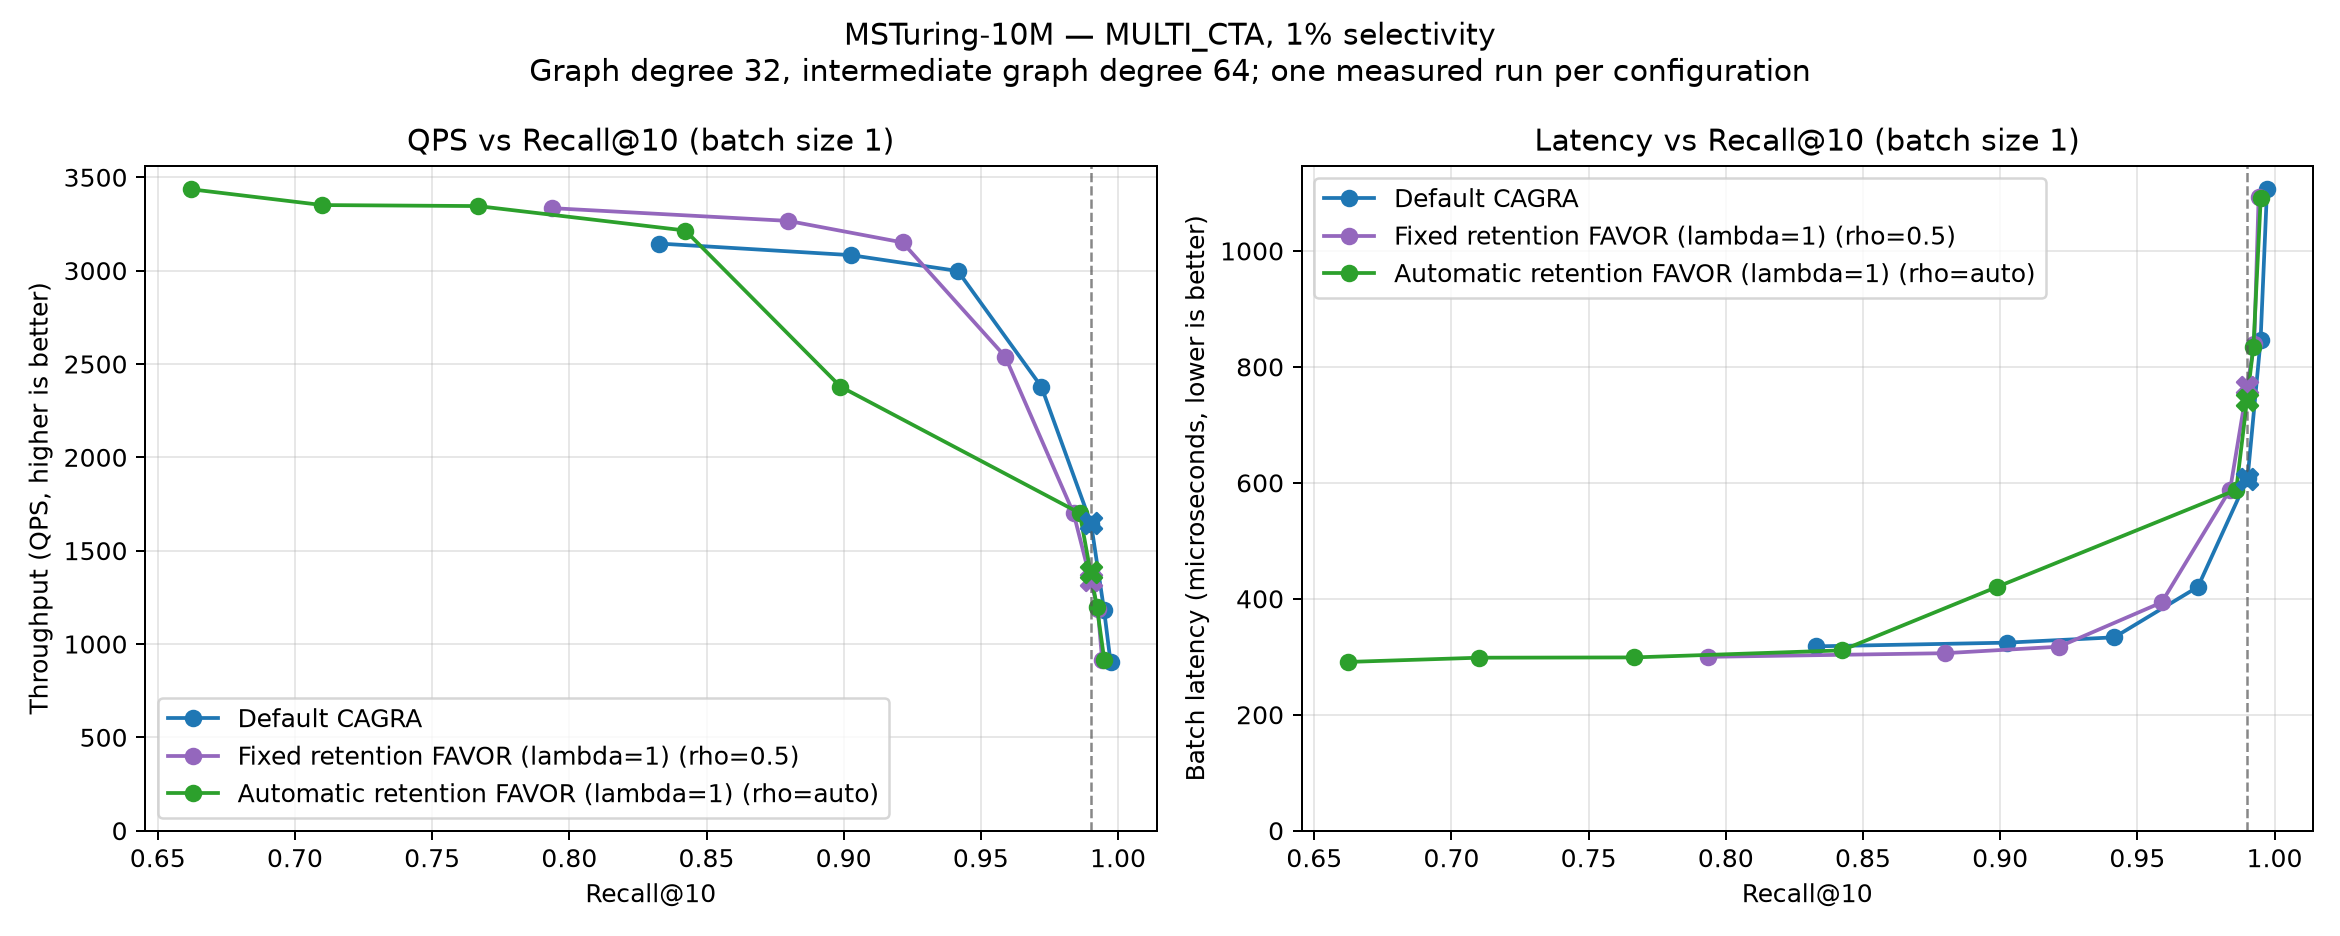 MSTuring-10M — MULTI_CTA, 1% selectivity
Graph degree 32, intermediate graph degree 64; one measured run per configuration
QPS vs Recall@10 (batch size 1)
Throughput (QPS, higher is better)
3500
3000
2500
2000
1500
1000
500
0
Default CAGRA
Fixed retention FAVOR (lambda=1) (rho=0.5)
Automatic retention FAVOR (lambda=1) (rho=auto)
0.65 0.70 0.75 0.80 0.85 0.90 0.95 1.00
Recall@10
Latency vs Recall@10 (batch size 1)
Batch latency (microseconds, lower is better)
Default CAGRA
Fixed retention FAVOR (lambda=1) (rho=0.5)
Automatic retention FAVOR (lambda=1) (rho=auto)
1000
800
600
400
200
0
0.65 0.70 0.75 0.80 0.85 0.90 0.95 1.00
Recall@10